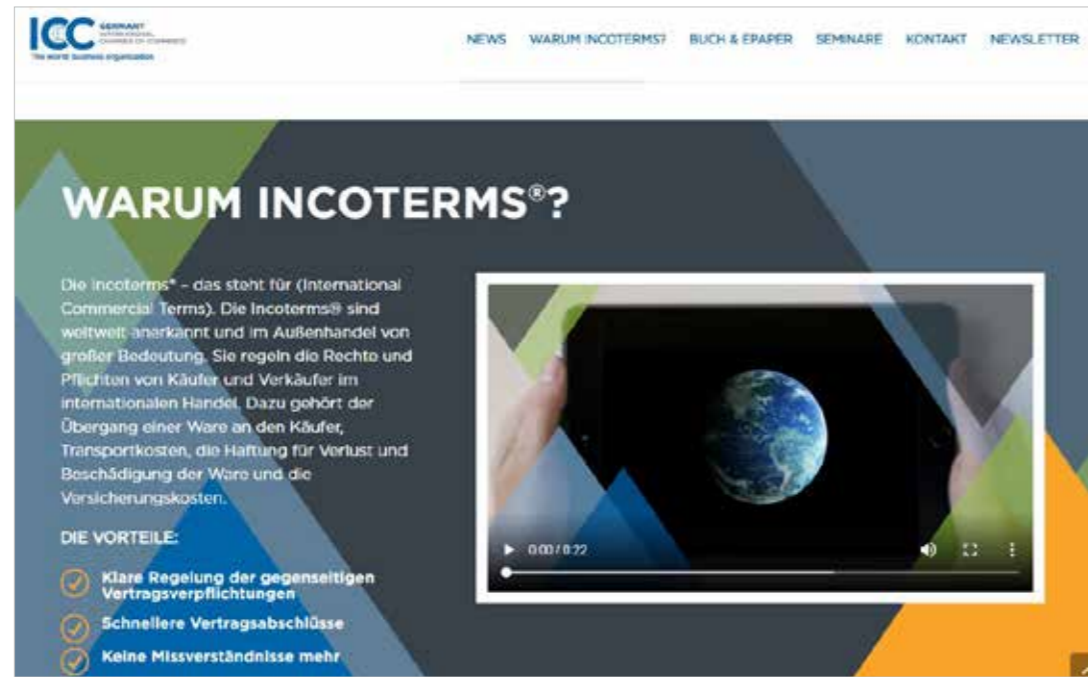 ICC GERMANY
INTERNATIONAL
CHAMBER OF COMMERCE
The world business organization
NEWS WARUM INCOTERMS? BUCH & EPAPER SEMINARE KONTAKT NEWSLETTER
WARUM INCOTERMS®?
Die Incoterms® – das steht für (International
Commercial Terms). Die Incoterms® sind
weltweit anerkannt und im Außenhandel von
großer Bedeutung. Sie regeln die Rechte und
Pflichten von Käufer und Verkäufer im
internationalen Handel. Dazu gehört der
Übergang einer Ware an den Käufer,
Transportkosten, die Haftung für Verlust und
Beschädigung der Ware und die
Versicherungskosten.
DIE VORTEILE:
Klare Regelung der gegenseitigen
Vertragsverpflichtungen
Schnellere Vertragsabschlüsse
Keine Missverständnisse mehr
0:00 / 0:22